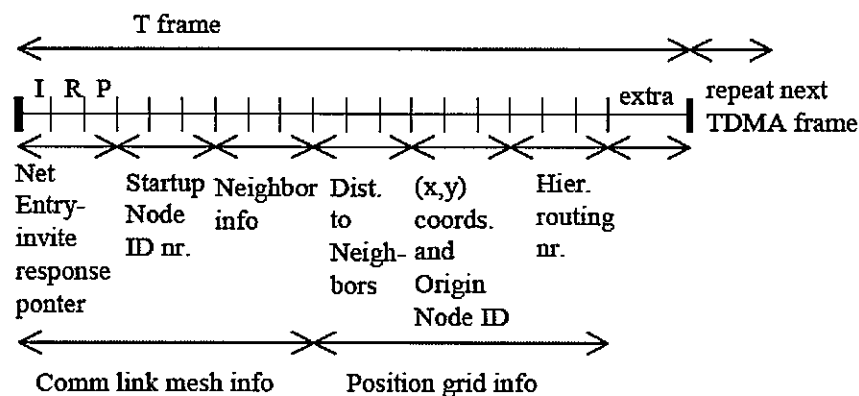 T frame
I R P
extra
repeat next
TDMA frame
Net
Entry-
invite
response
ponter
Startup
Node
ID nr.
Neighbor
info
Dist.
to
Neigh-
bors
(x,y)
coords.
and
Origin
Node ID
Hier.
routing
nr.
Comm link mesh info
Position grid info